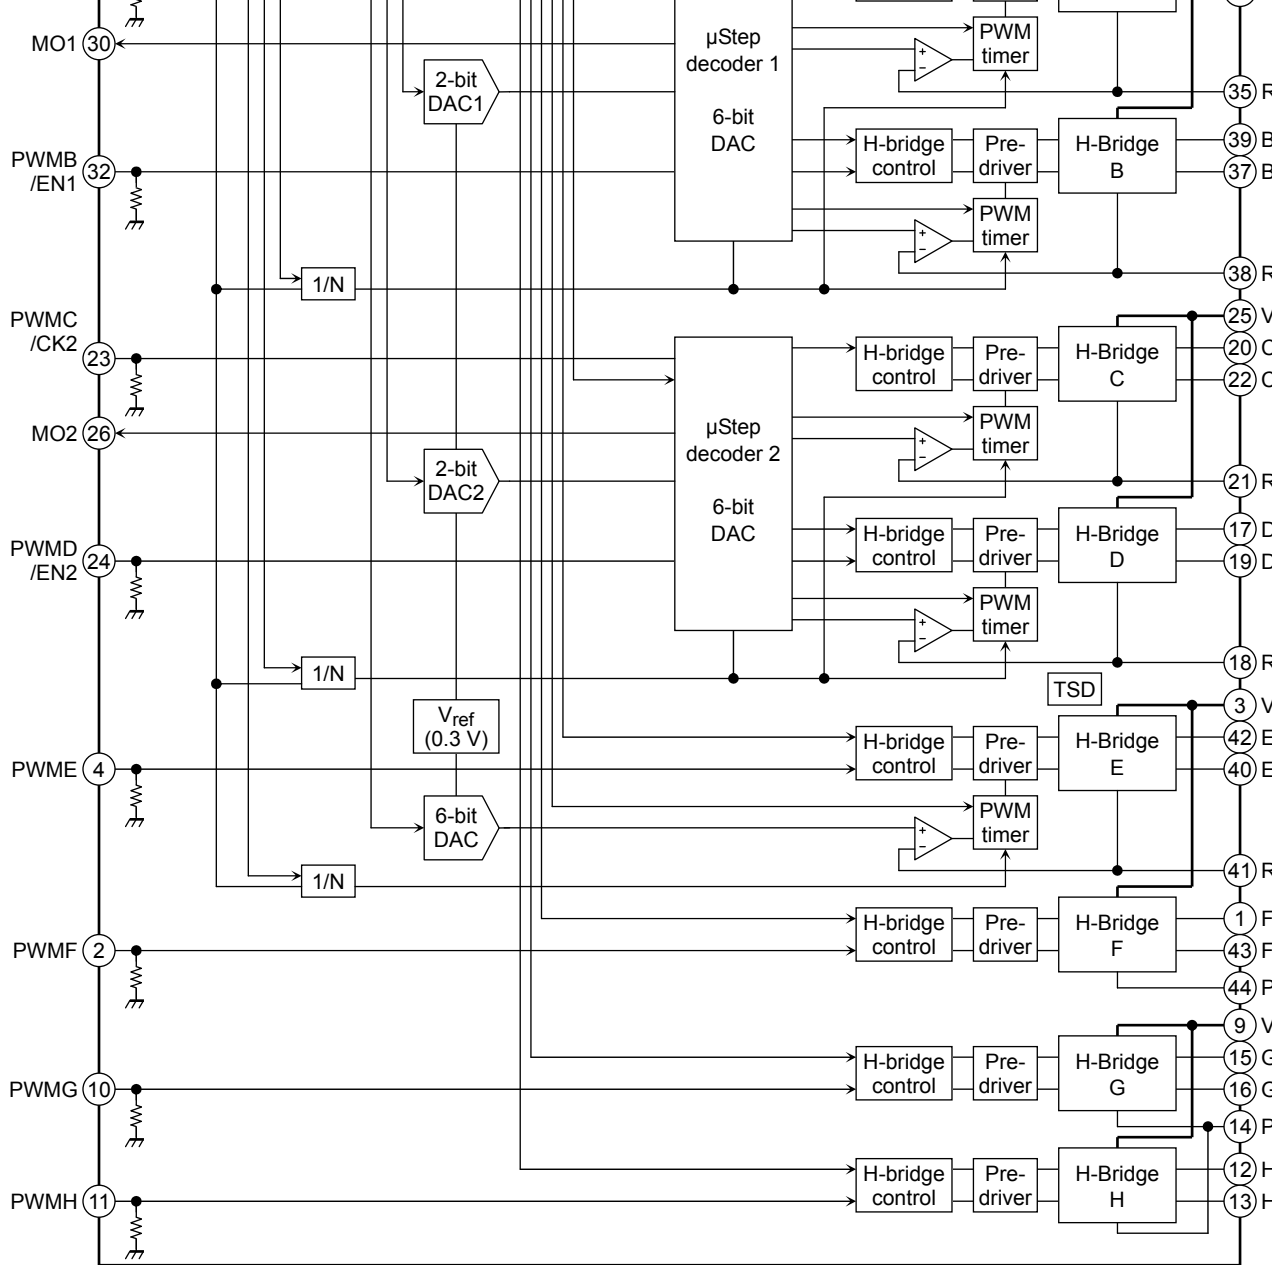 MO1 30
µStep
decoder 1
6-bit
DAC
PWM
timer
2-bit
DAC1
35 R
PWMB
/EN1
32
H-bridge
control
Pre-
driver
H-Bridge
B
39 B
37 B
PWM
timer
1/N
38 R
PWMC
/CK2
23
25 V
20 C
22 C
H-bridge
control
Pre-
driver
H-Bridge
C
MO2 26
µStep
decoder 2
6-bit
DAC
PWM
timer
2-bit
DAC2
21 R
PWMD
/EN2
24
H-bridge
control
Pre-
driver
H-Bridge
D
17 D
19 D
PWM
timer
1/N
18 R
TSD
3 V
Vref
(0.3 V)
PWME 4
H-bridge
control
Pre-
driver
H-Bridge
E
42 E
40 E
6-bit
DAC
PWM
timer
1/N
41 R
PWMF 2
H-bridge
control
Pre-
driver
H-Bridge
F
1 F
43 F
44 P
9 V
PWMG 10
H-bridge
control
Pre-
driver
H-Bridge
G
15 G
16 G
14 P
PWMH 11
H-bridge
control
Pre-
driver
H-Bridge
H
12 H
13 H